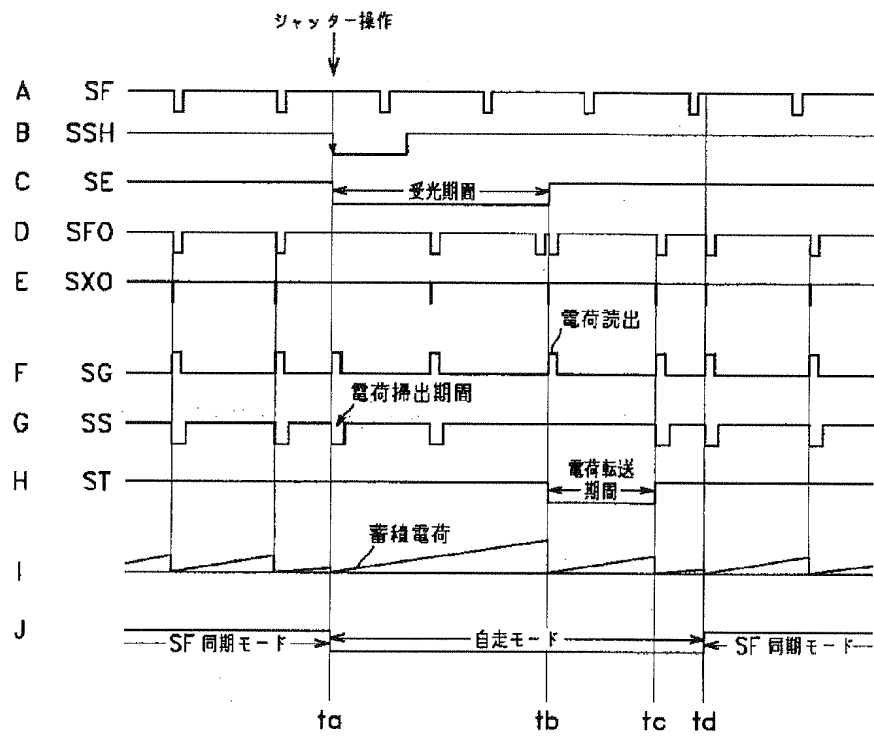 シャッター操作
A SF
B SSH
C SE
受光期間
D SFO
E SXO
電荷読出
F SG
電荷掃出期間
G SS
電荷転送
期間
H ST
蓄積電荷
I
J
自走モード
SF 同期モード
SF 同期モード
ta tb tc td